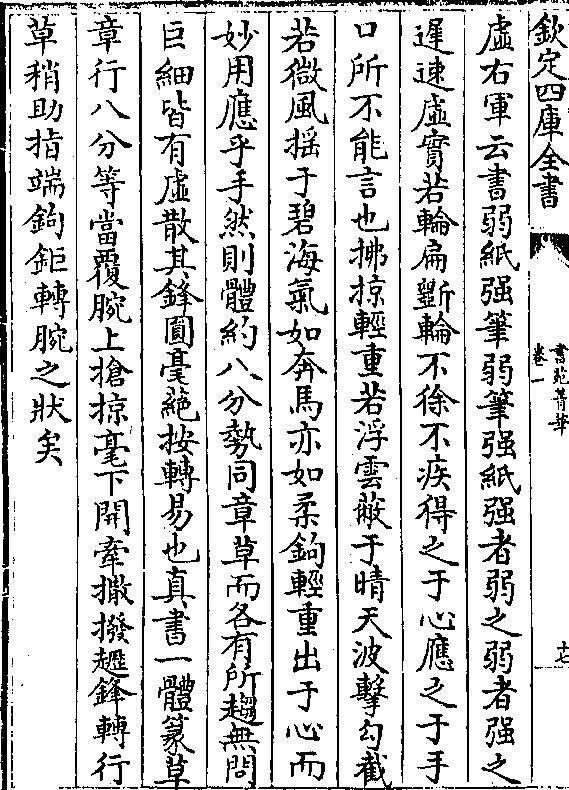 欽定四庫全書
書苑菁華
卷一
十七
虛右軍云書弱紙强筆弱筆强紙强者弱之弱者强之
遲速虛實若輪扁斲輪不徐不疾得之于心應之于手
口所不能言也拂掠輕重若浮雲蔽于晴天波擊勾截
若微風揺于碧海氣如奔馬亦如柔鉤輕重出于心而
妙用應乎手然則體約八分勢同章草而各有所趨無問
巨細皆有虛散其鋒圓毫絶按轉易也真書一體篆草
章行八分等當覆腕上搶掠毫下開牽撒撥趯鋒轉行
草稍助指端鉤鉅轉腕之狀矣